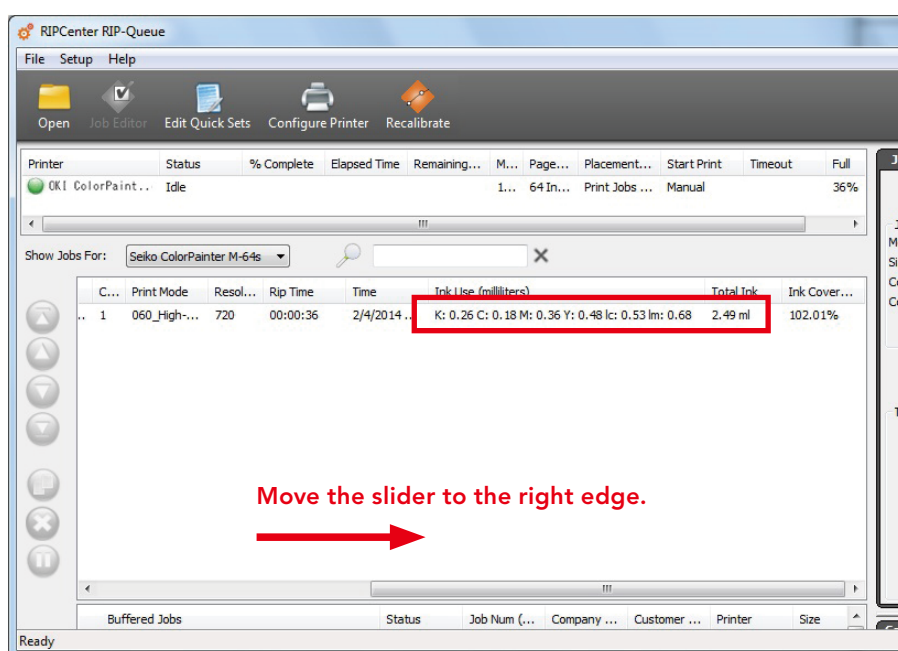 RIPCenter RIP-Queue
File Setup Help
Open Job Editor Edit Quick Sets Configure Printer Recalibrate
Printer Status % Complete Elapsed Time Remaining... M... Page... Placement... Start Print Timeout Full
OKI ColorPaint.. Idle 1... 64 In... Print Jobs ... Manual 36%
Show Jobs For: Seiko ColorPainter M-64s
C... Print Mode Resol... Rip Time Time Ink Use (milliliters) Total Ink Ink Cover...
.. 1 060_High-... 720 00:00:36 2/4/2014 .. K: 0.26 C: 0.18 M: 0.36 Y: 0.48 lc: 0.53 lm: 0.68 2.49 ml 102.01%
Move the slider to the right edge.
Buffered Jobs Status Job Num (... Company ... Customer ... Printer Size
Ready